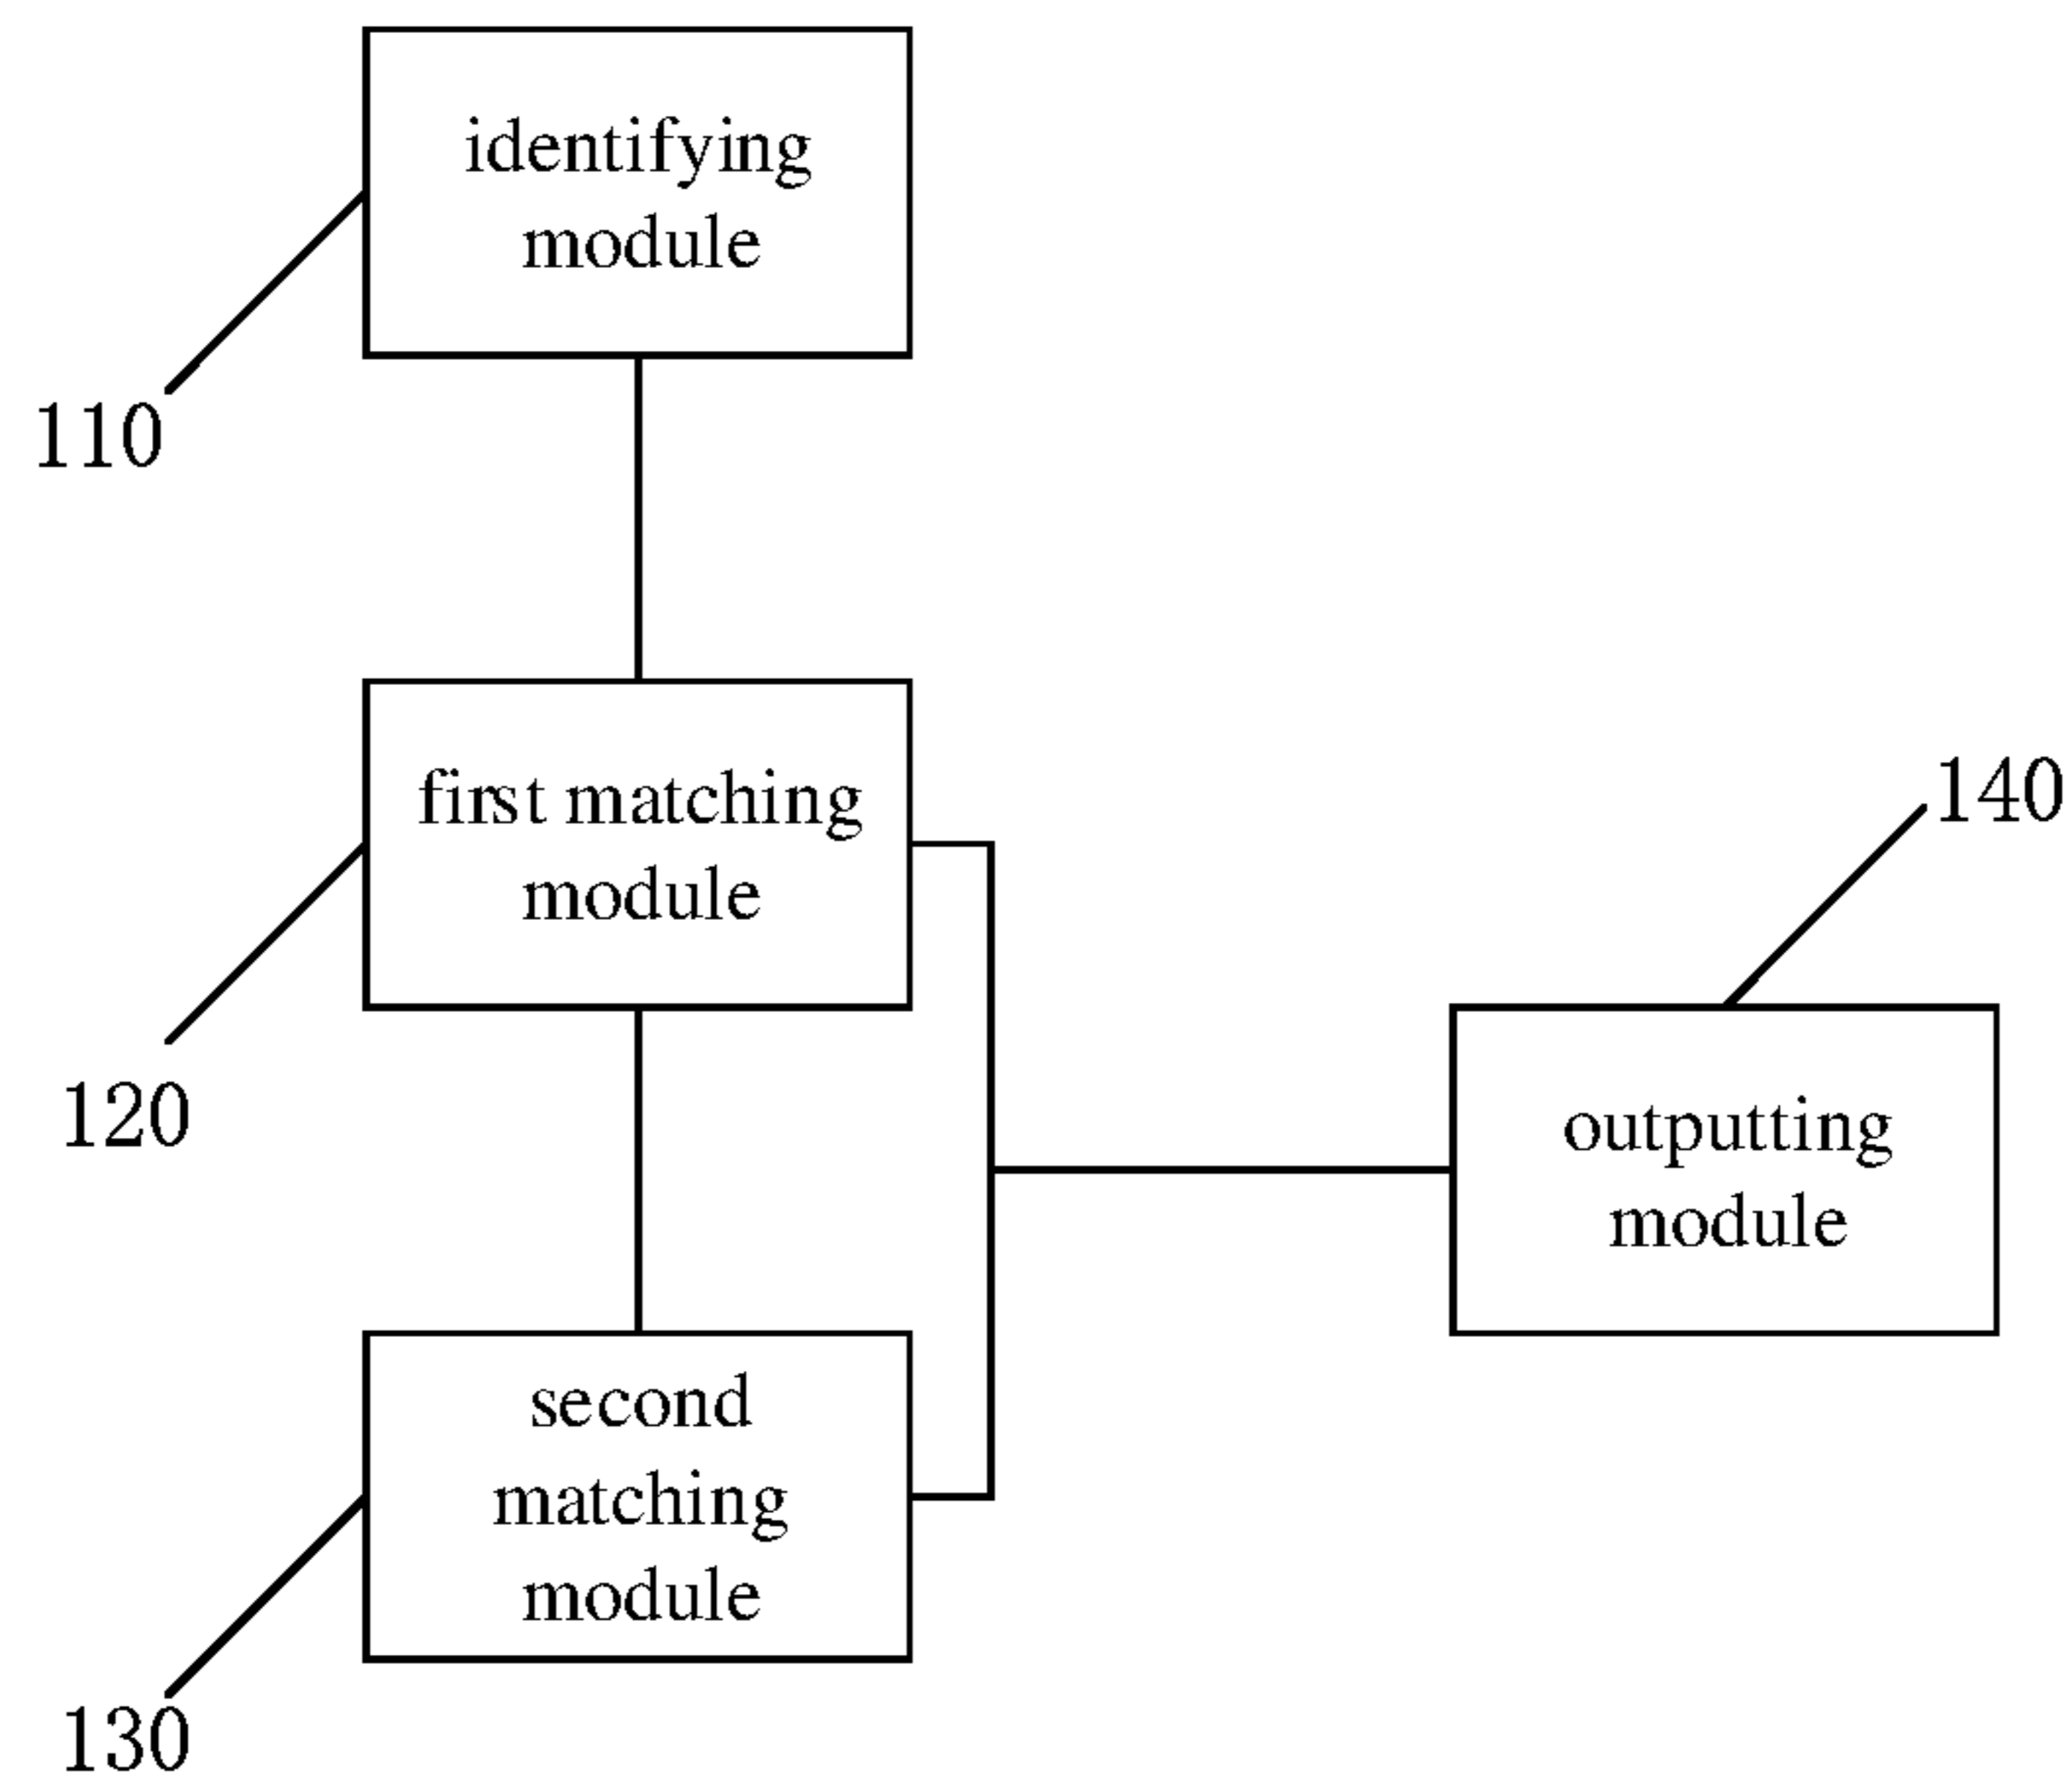 identifying
module
110
first matching
module
140
120
outputting
module
second
matching
module
130